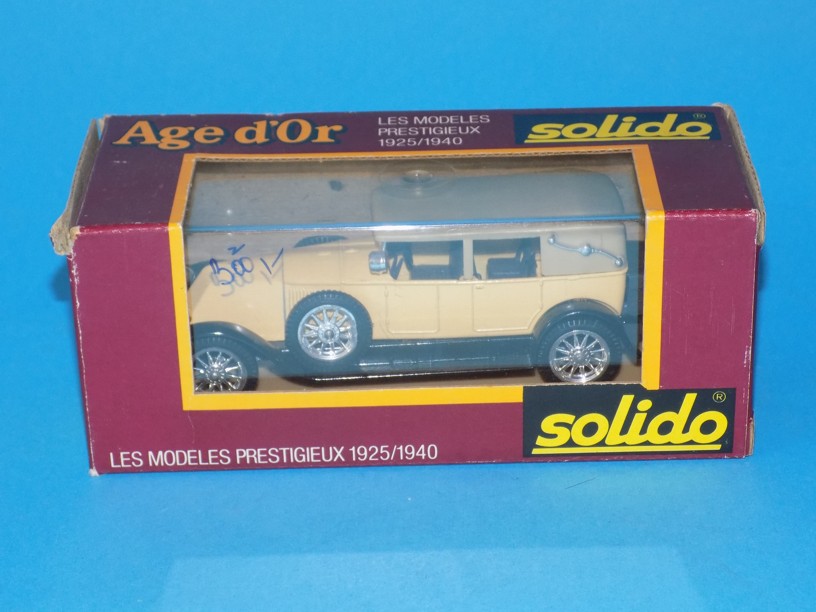 Age d'Or
LES MODELES
PRESTIGIEUX
1925/1940
solido®
LES MODELES PRESTIGIEUX 1925/1940
solido®